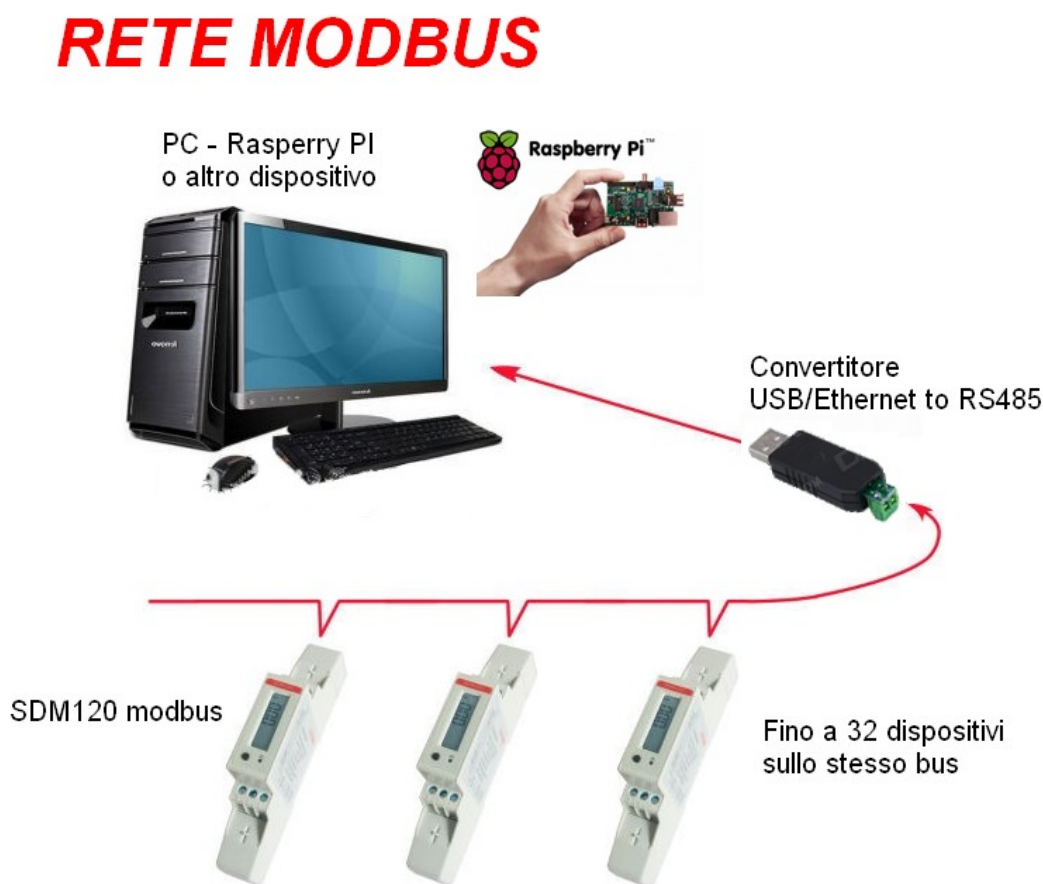 RETE MODBUS
PC - Rasperry PI
o altro dispositivo
Raspberry Pi™
Convertitore
USB/Ethernet to RS485
SDM120 modbus
Fino a 32 dispositivi
sullo stesso bus